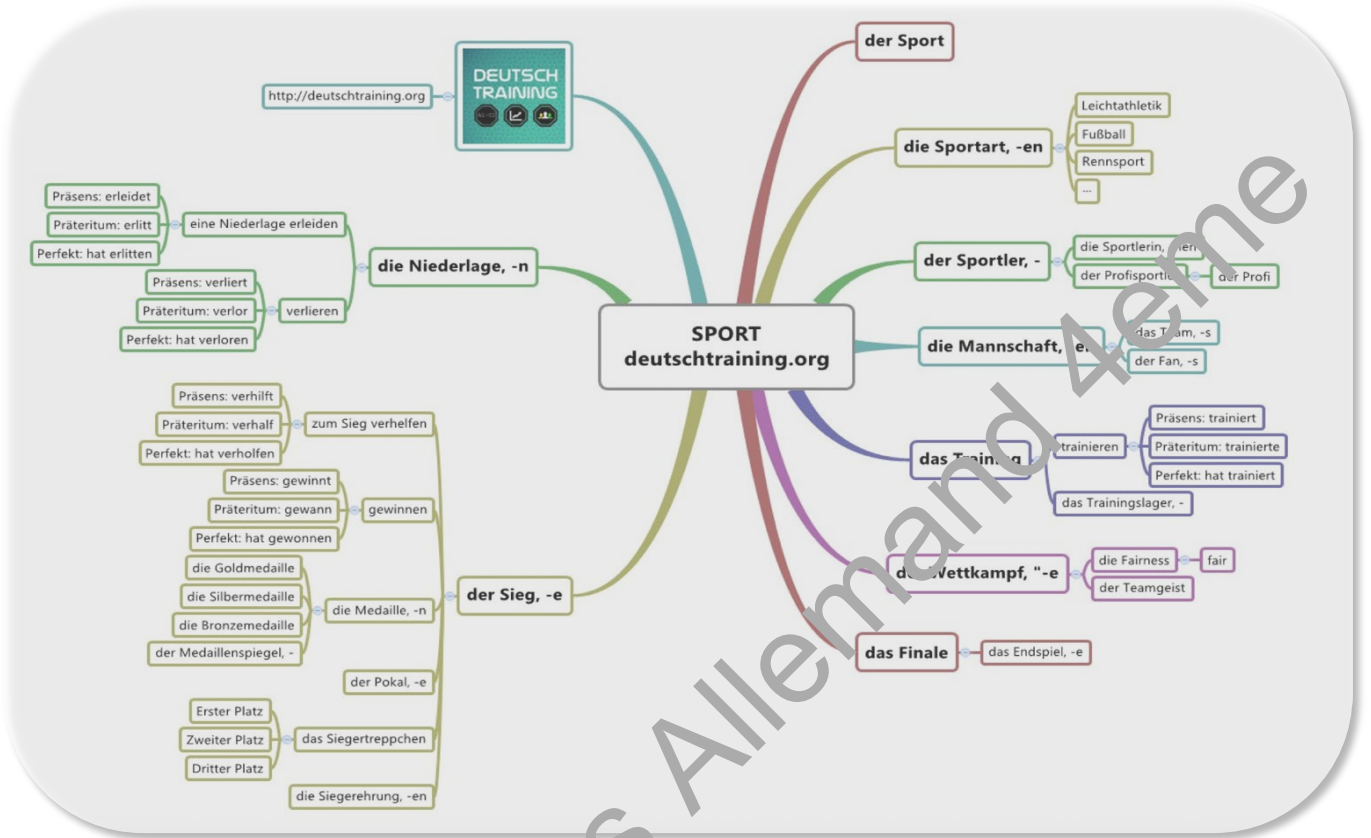 SPORT
deutschtraining.org
DEUTSCH
TRAINING
http://deutschtraining.org
der Sport
die Sportart, -en
Leichtathletik
Fußball
Rennsport
...
der Sportler, -
die Sportlerin,
der Profisportler
der Profi
die Mannschaft,
das Team, -s
der Fan, -s
das Training
trainieren
Präsens: trainiert
Präteritum: trainierte
Perfekt: hat trainiert
das Trainingslager, -
Wettkampf, "-e
die Fairness
fair
der Teamgeist
das Finale
das Endspiel, -e
die Niederlage, -n
eine Niederlage erleiden
Präsens: erleidet
Präteritum: erlitt
Perfekt: hat erlitten
verlieren
Präsens: verliert
Präteritum: verlor
Perfekt: hat verloren
der Sieg, -e
zum Sieg verhelfen
Präsens: verhilft
Präteritum: verhalf
Perfekt: hat verholfen
gewinnen
Präsens: gewinnt
Präteritum: gewann
Perfekt: hat gewonnen
die Medaille, -n
die Goldmedaille
die Silbermedaille
die Bronzemedaille
der Medaillenspiegel, -
der Pokal, -e
das Siegertreppchen
Erster Platz
Zweiter Platz
Dritter Platz
die Siegerehrung, -en
Allemand 4eme